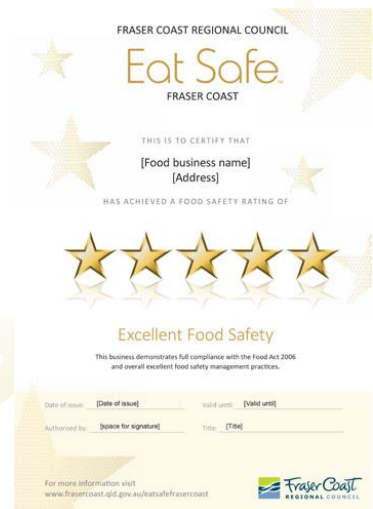 FRASER COAST REGIONAL COUNCIL
Eat Safe
FRASER COAST
THIS IS TO CERTIFY THAT
[Food business name]
[Address]
HAS ACHIEVED A FOOD SAFETY RATING OF
Excellent Food Safety
This business demonstrates full compliance with the Food Act 2006
and overall excellent food safety management practices.
Date of issue: [Date of issue] Valid until: [Valid until]
Authorised by: [space for signature] Title: [Title]
For more information visit
www.frasercoast.qld.gov.au/eatsafefrasercoast
Fraser Coast
REGIONAL COUNCIL